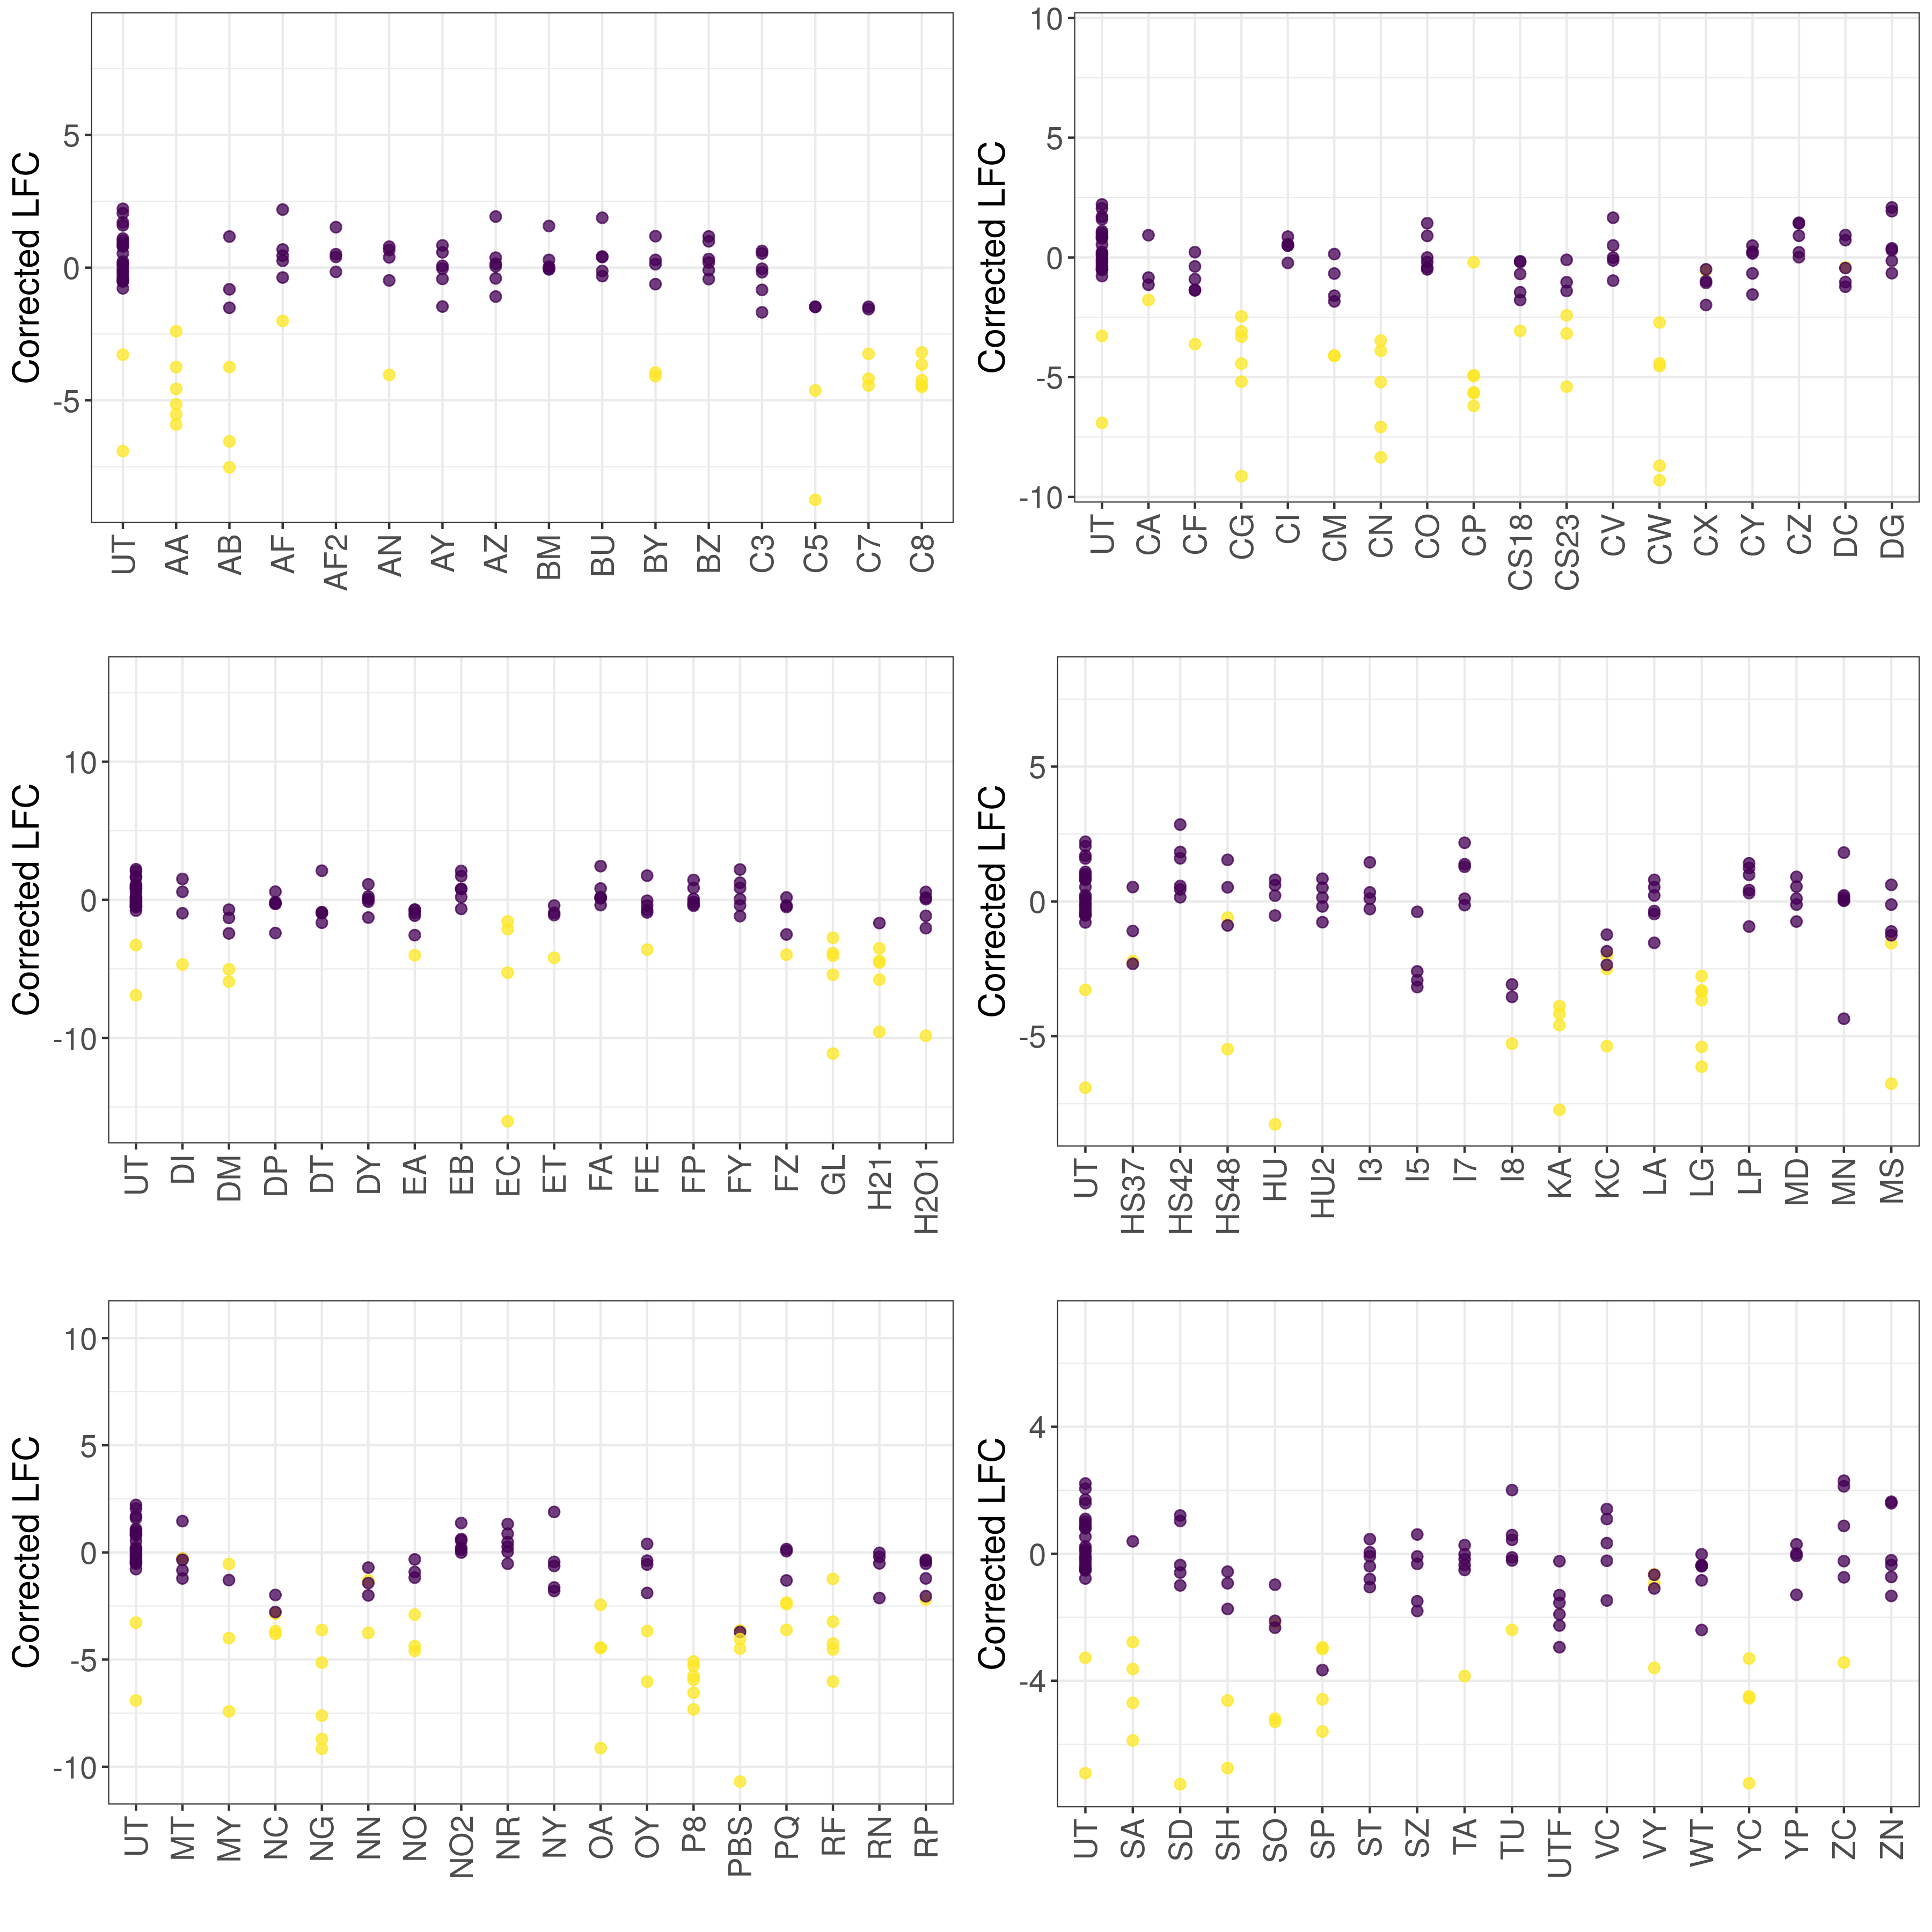 Corrected LFC
5
0
-5
UT AA AB AF AF2 AN AY AZ BM BU BY BZ C3 C5 C7 C8
Corrected LFC
10
5
0
-5
-10
UT CA CF CG CI CM CN CO CP CS18 CS23 CV CW CX CY CZ DC DG
Corrected LFC
10
0
-10
UT DI DM DP DT DY EA EB EC ET FA FE FP FY FZ GL H21 H2O1
Corrected LFC
5
0
-5
UT HS37 HS42 HS48 HU HU2 I3 I5 I7 I8 KA KC LA LG LP MD MN MS
Corrected LFC
10
5
0
-5
-10
UT MT MY NC NG NN NO NO2 NR NY OA OY P8 PBS PQ RF RN RP
Corrected LFC
4
0
-4
UT SA SD SH SO SP ST SZ TA TU UTF VC VY WT YC YP ZC ZN